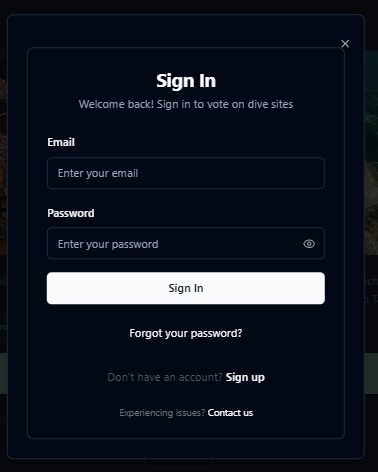 Sign In
Welcome back! Sign in to vote on dive sites
Email
Enter your email
Password
Enter your password
Sign In
Forgot your password?
Don't have an account? Sign up
Experiencing issues? Contact us